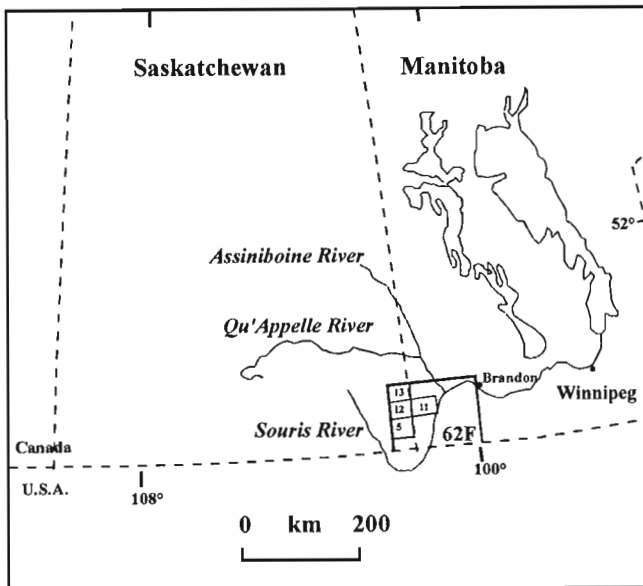 Saskatchewan Manitoba
52°
Assiniboine River
Qu'Appelle River
Brandon
13
Winnipeg
12 11
Souris River
5
62F
Canada
U.S.A.
100°
108°
0 km 200